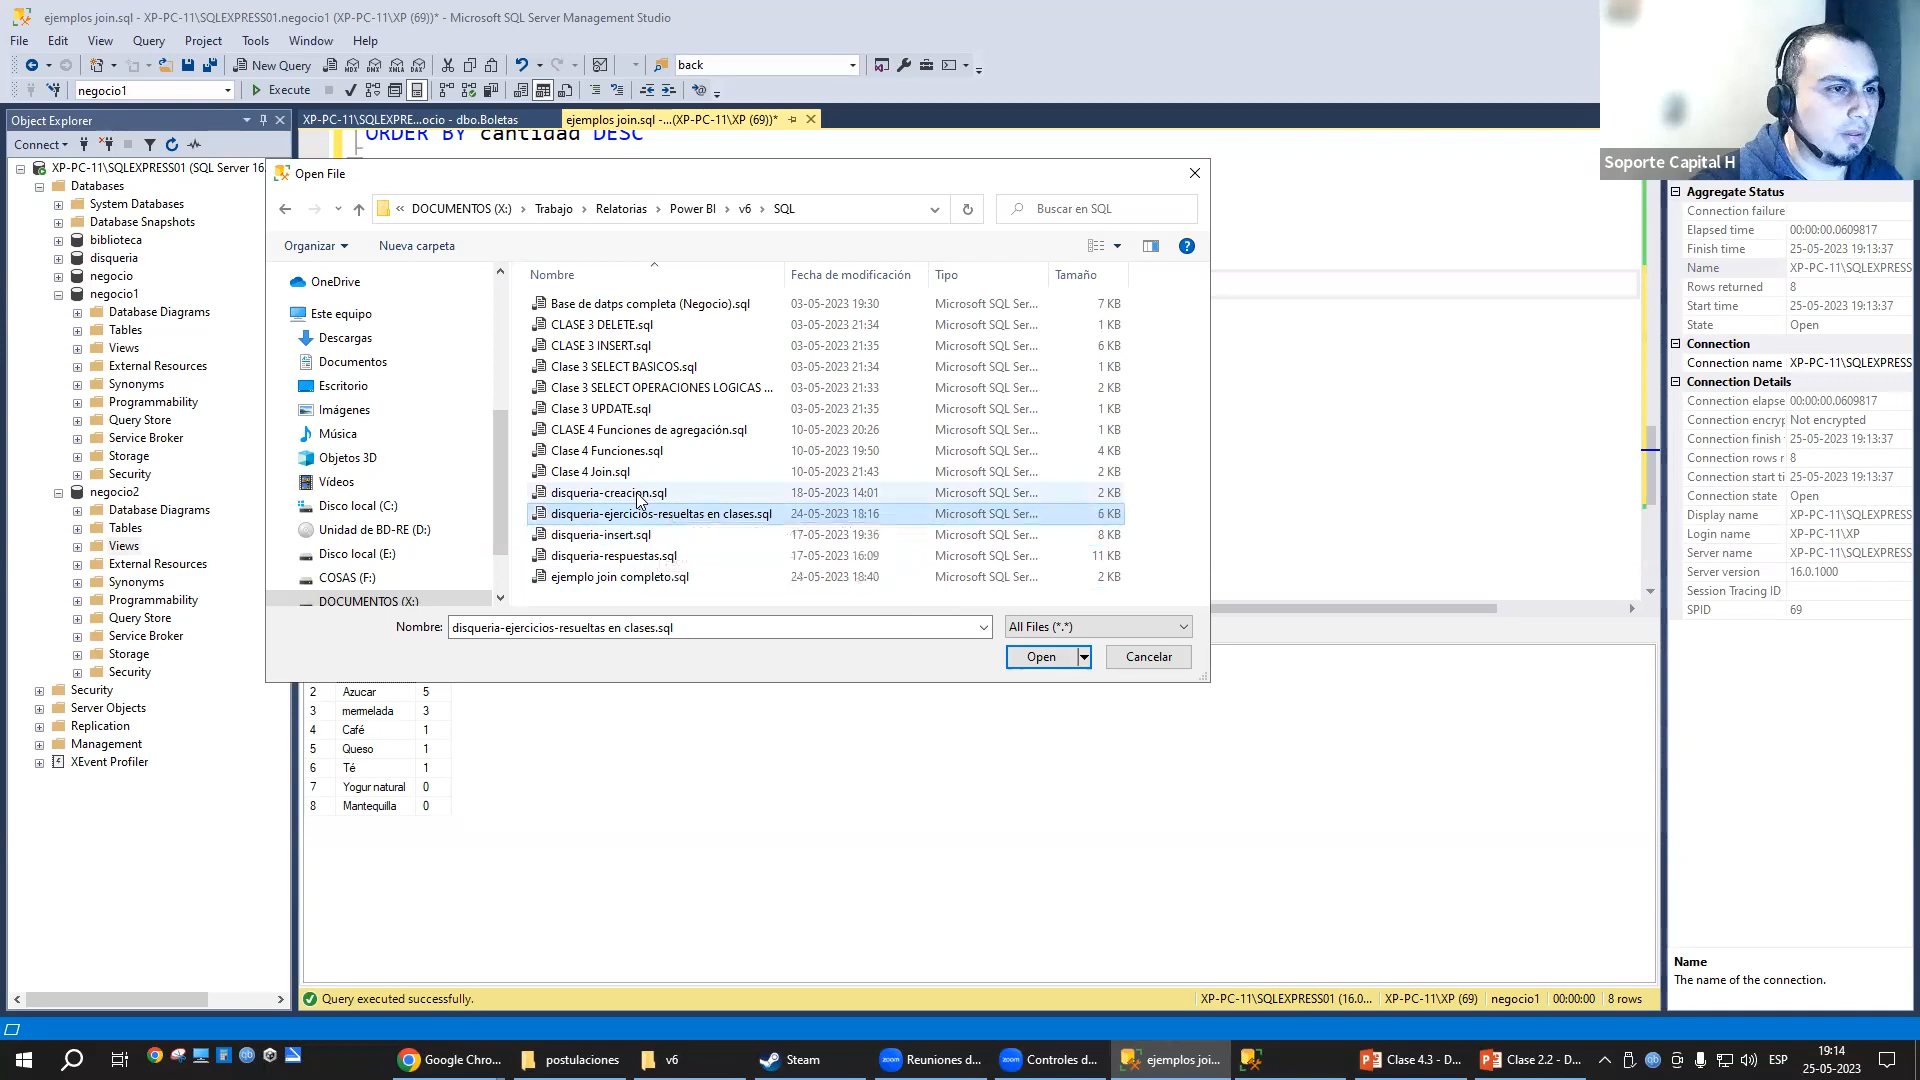 ejemplos join.sql - XP-PC-11\SQLEXPRESS01.negocio1 (XP-PC-11\XP (69))* - Microsoft SQL Server Management Studio
File Edit View Query Project Tools Window Help
New Query back
negocio1 Execute
Object Explorer
XP-PC-11\SQLEXPRE...ocio - dbo.Boletas ejemplos join.sql -...(XP-PC-11\XP (69))*
Connect
ORDER BY cantidad DESC
XP-PC-11\SQLEXPRESS01 (SQL Server 16
Databases
System Databases
Database Snapshots
biblioteca
disqueria
negocio
negocio1
Database Diagrams
Tables
Views
External Resources
Synonyms
Programmability
Query Store
Service Broker
Storage
Security
negocio2
Database Diagrams
Tables
Views
External Resources
Synonyms
Programmability
Query Store
Service Broker
Storage
Security
Security
Server Objects
Replication
Management
XEvent Profiler
Open File
« DOCUMENTOS (X:) > Trabajo > Relatorias > Power BI > v6 > SQL
Buscar en SQL
Organizar Nueva carpeta
OneDrive
Este equipo
Descargas
Documentos
Escritorio
Imágenes
Música
Objetos 3D
Vídeos
Disco local (C:)
Unidad de BD-RE (D:)
Disco local (E:)
COSAS (F:)
DOCUMENTOS (X:)
Nombre Fecha de modificación Tipo Tamaño
Base de datps completa (Negocio).sql 03-05-2023 19:30 Microsoft SQL Ser... 7 KB
CLASE 3 DELETE.sql 03-05-2023 21:34 Microsoft SQL Ser... 1 KB
CLASE 3 INSERT.sql 03-05-2023 21:35 Microsoft SQL Ser... 6 KB
Clase 3 SELECT BASICOS.sql 03-05-2023 21:34 Microsoft SQL Ser... 1 KB
Clase 3 SELECT OPERACIONES LOGICAS ... 03-05-2023 21:33 Microsoft SQL Ser... 2 KB
Clase 3 UPDATE.sql 03-05-2023 21:35 Microsoft SQL Ser... 1 KB
CLASE 4 Funciones de agregación.sql 10-05-2023 20:26 Microsoft SQL Ser... 1 KB
Clase 4 Funciones.sql 10-05-2023 19:50 Microsoft SQL Ser... 4 KB
Clase 4 Join.sql 10-05-2023 21:43 Microsoft SQL Ser... 2 KB
disqueria-creacion.sql 18-05-2023 14:01 Microsoft SQL Ser... 2 KB
disqueria-ejercicios-resueltas en clases.sql 24-05-2023 18:16 Microsoft SQL Ser... 6 KB
disqueria-insert.sql 17-05-2023 19:36 Microsoft SQL Ser... 8 KB
disqueria-respuestas.sql 17-05-2023 16:09 Microsoft SQL Ser... 11 KB
ejemplo join completo.sql 24-05-2023 18:40 Microsoft SQL Ser... 2 KB
Nombre: disqueria-ejercicios-resueltas en clases.sql All Files (*.*)
Open Cancelar
2 Azucar 5
3 mermelada 3
4 Café 1
5 Queso 1
6 Té 1
7 Yogur natural 0
8 Mantequilla 0
Query executed successfully. XP-PC-11\SQLEXPRESS01 (16.0... XP-PC-11\XP (69) negocio1 00:00:00 8 rows
Soporte Capital H
Aggregate Status
Connection failure
Elapsed time 00:00:00.0609817
Finish time 25-05-2023 19:13:37
Name XP-PC-11\SQLEXPRESS
Rows returned 8
Start time 25-05-2023 19:13:37
State Open
Connection
Connection name XP-PC-11\SQLEXPRESS
Connection Details
Connection elapse 00:00:00.0609817
Connection encryp Not encrypted
Connection finish 25-05-2023 19:13:37
Connection rows r 8
Connection start ti 25-05-2023 19:13:37
Connection state Open
Display name XP-PC-11\SQLEXPRESS
Login name XP-PC-11\XP
Server name XP-PC-11\SQLEXPRESS
Server version 16.0.1000
Session Tracing ID
SPID 69
Name
The name of the connection.
Google Chro... postulaciones v6 Steam Reuniones d... Controles d... ejemplos joi... Clase 4.3 - D... Clase 2.2 - D... ESP
19:14
25-05-2023